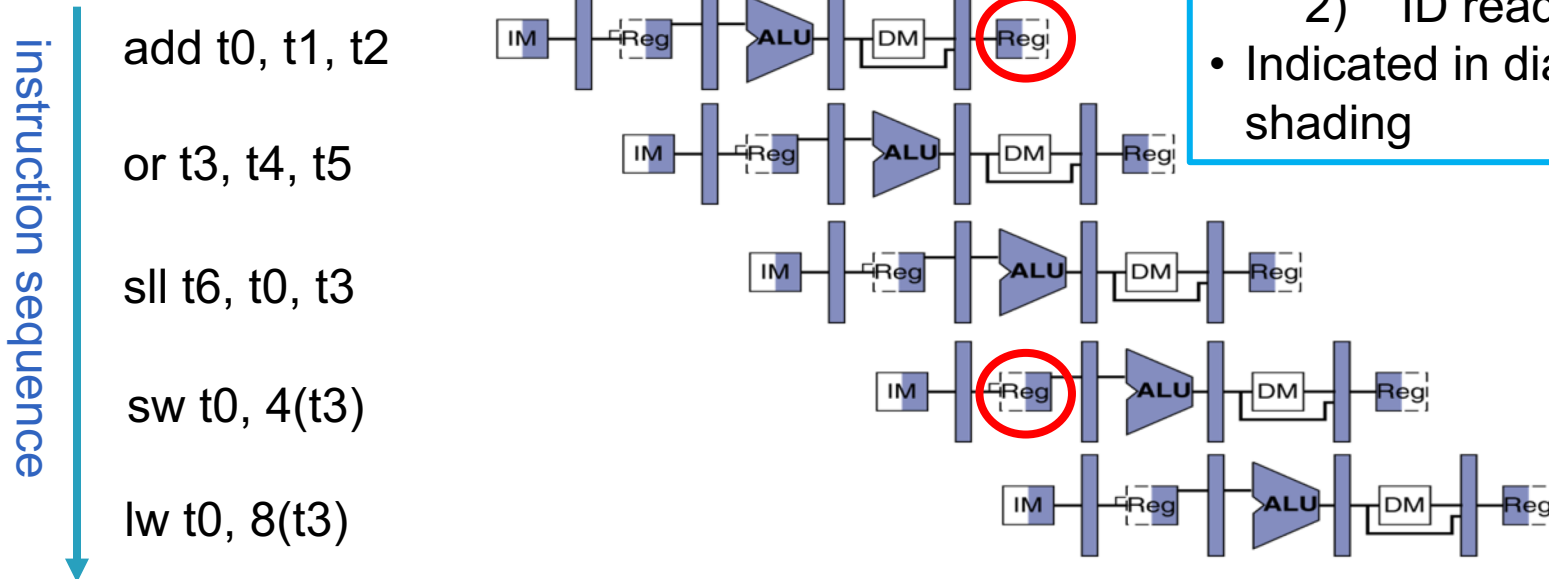 instruction sequence
add t0, t1, t2
IM Reg ALU DM Reg
2) ID read
• Indicated in dia
shading
or t3, t4, t5
IM Reg ALU DM Reg
sll t6, t0, t3
IM Reg ALU DM Reg
sw t0, 4(t3)
IM Reg ALU DM Reg
lw t0, 8(t3)
IM Reg ALU DM Reg